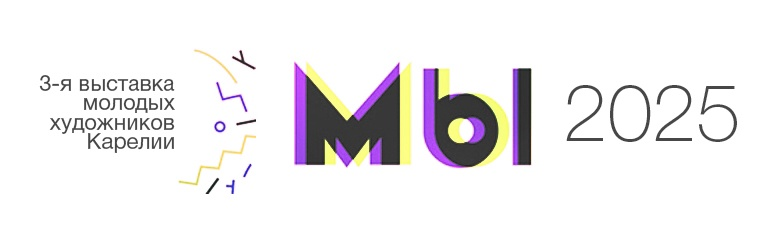 3-я выставка
молодых
художников
Карелии
Мы 2025